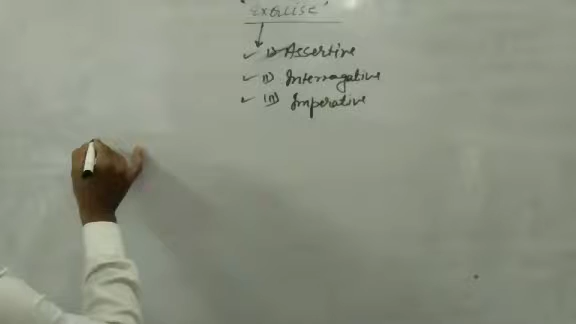 "Exercise"
i) Assertive
ii) Interrogative
iii) Imperative